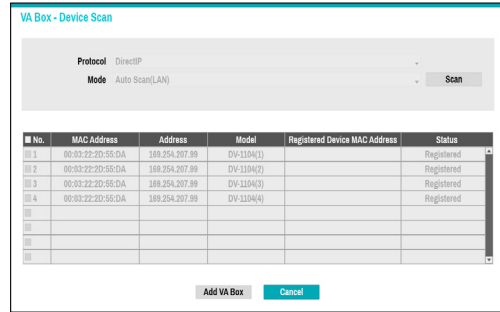 VA Box - Device Scan
Protocol DirectIP
Mode Auto Scan(LAN) Scan
No. MAC Address Address Model Registered Device MAC Address Status
1 00:03:22:2D:55:DA 169.254.207.99 DV-1104(1) Registered
2 00:03:22:2D:55:DA 169.254.207.99 DV-1104(2) Registered
3 00:03:22:2D:55:DA 169.254.207.99 DV-1104(3) Registered
4 00:03:22:2D:55:DA 169.254.207.99 DV-1104(4) Registered
Add VA Box Cancel